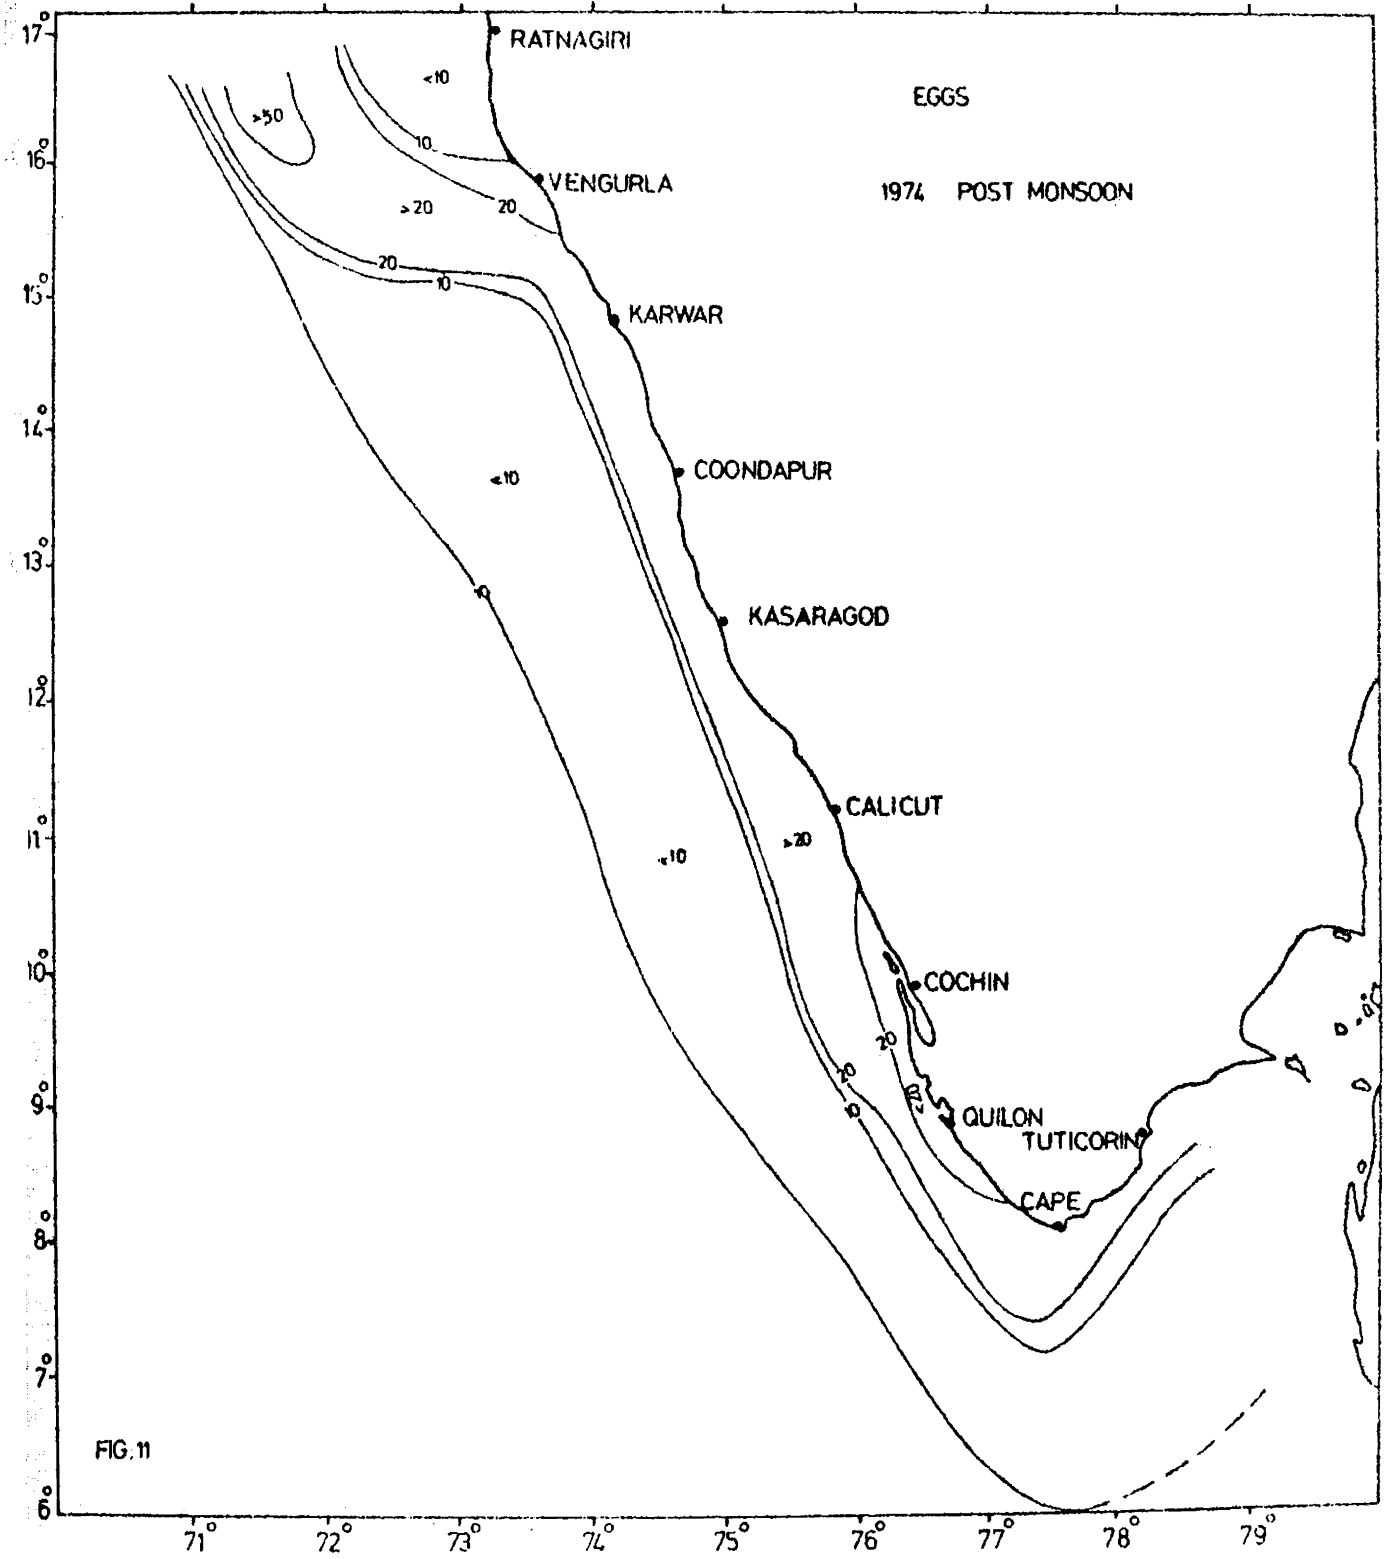 17°
RATNAGIRI
<10
EGGS
>50
10
16°
VENGURLA
1974 POST MONSOON
>20
20
20
10
15°
KARWAR
14°
COONDAPUR
<10
13°
10
KASARAGOD
12°
CALICUT
11°
>20
<10
10°
COCHIN
20
20
<20
9°
10
QUILON
TUTICORIN
CAPE
8°
7°
FIG. 11
6°
71° 72° 73° 74° 75° 76° 77° 78° 79°